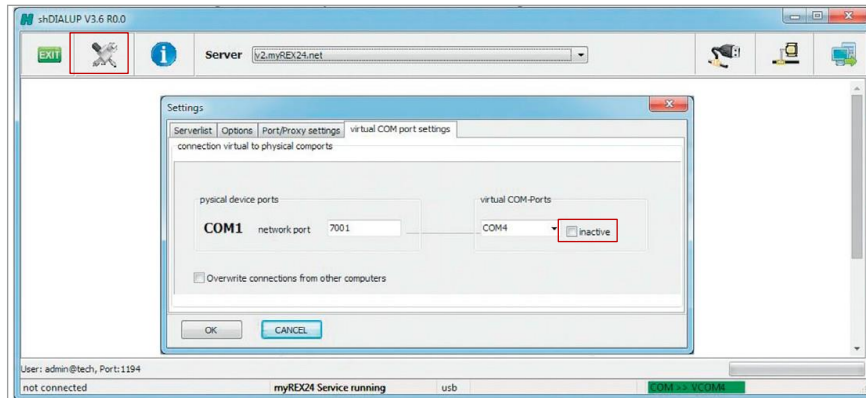 shDIALUP V3.6 R0.0
EXIT
Server
v2.myREX24.net
Settings
Serverlist
Options
Port/Proxy settings
virtual COM port settings
connection virtual to physical comports
pysical device ports
virtual COM-Ports
COM1 network port 7001
COM4
inactive
Overwrite connections from other computers
OK
CANCEL
User: admin@tech, Port:1194
not connected
myREX24 Service running
usb
COM >> VCOM4